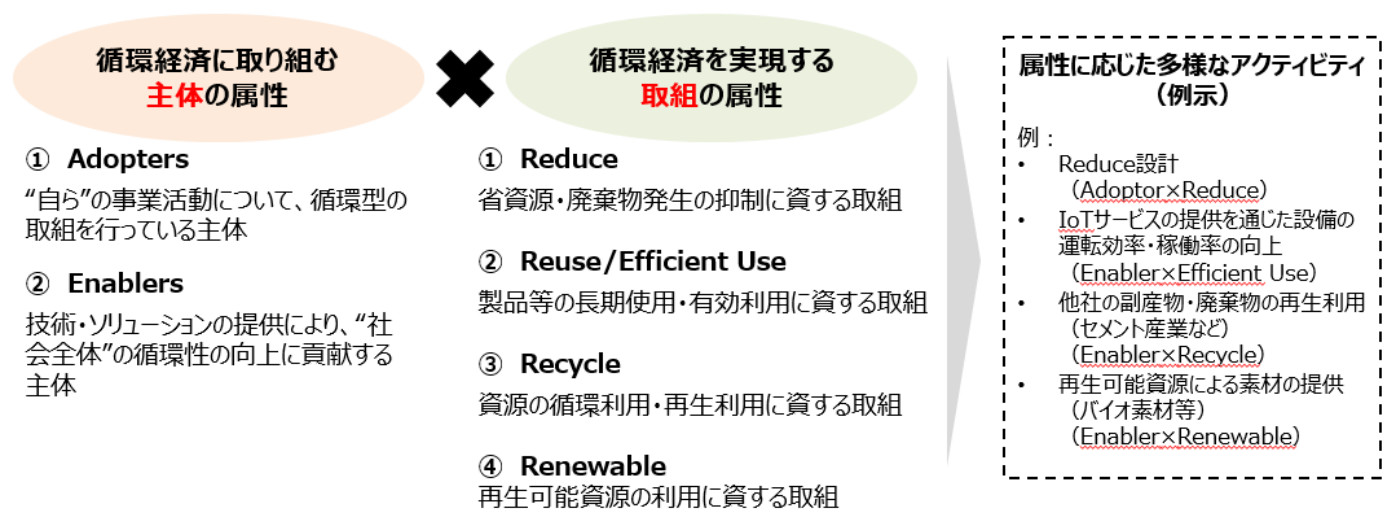 循環経済に取り組む
主体の属性
① Adopters
“自ら”の事業活動について、循環型の
取組を行っている主体
② Enablers
技術・ソリューションの提供により、“社
会全体”の循環性の向上に貢献する
主体
循環経済を実現する
取組の属性
① Reduce
省資源・廃棄物発生の抑制に資する取組
② Reuse/Efficient Use
製品等の長期使用・有効利用に資する取組
③ Recycle
資源の循環利用・再生利用に資する取組
④ Renewable
再生可能資源の利用に資する取組
属性に応じた多様なアクティビティ
（例示）
例：
• Reduce設計
（Adoptor×Reduce）
• IoTサービスの提供を通じた設備の
運転効率・稼働率の向上
（Enabler×Efficient Use）
• 他社の副産物・廃棄物の再生利用
（セメント産業など）
（Enabler×Recycle）
• 再生可能資源による素材の提供
（バイオ素材等）
（Enabler×Renewable）